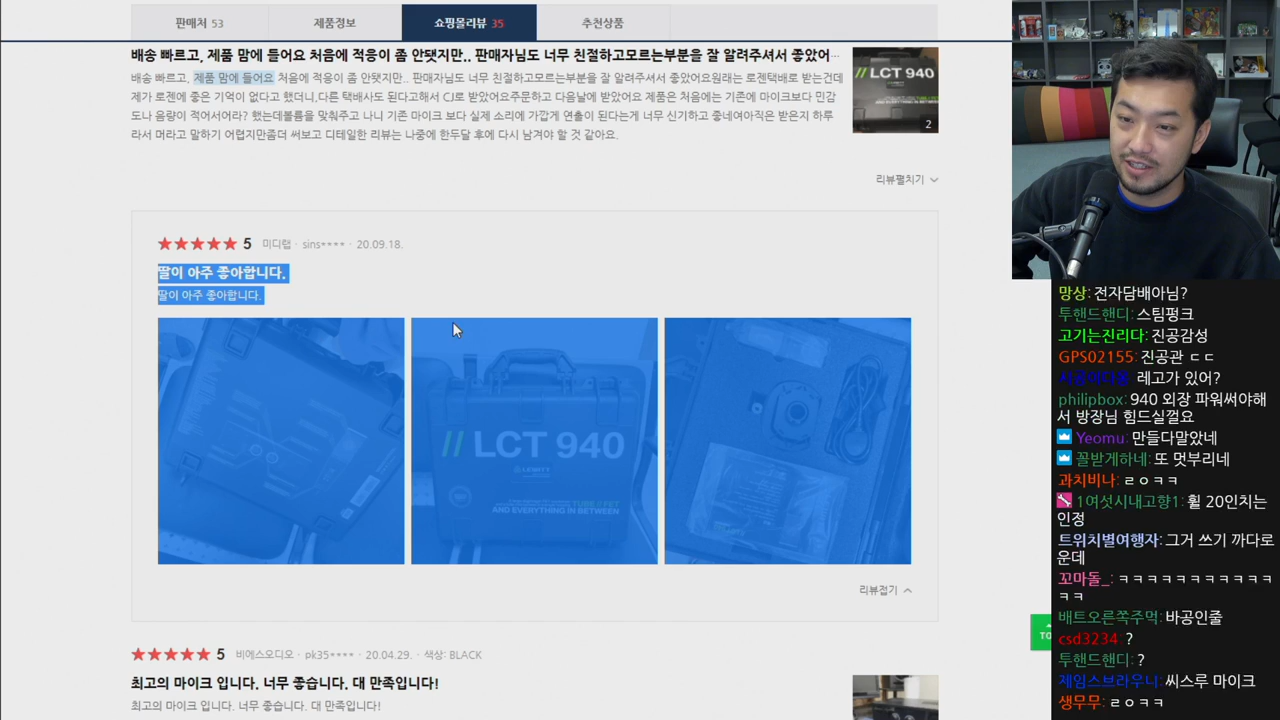 판매처 53
제품정보
쇼핑몰리뷰 35
추천상품
배송 빠르고, 제품 맘에 들어요 처음에 적응이 좀 안됏지만.. 판매자님도 너무 친절하고모르는부분을 잘 알려주셔서 좋았어…
배송 빠르고, 제품 맘에 들어요 처음에 적응이 좀 안됏지만.. 판매자님도 너무 친절하고모르는부분을 잘 알려주셔서 좋았어요원래는 로젠택배로 받는건데
제가 로젠에 좋은 기억이 없다고 했더니,다른 택배사도 된다고해서 CJ로 받았어요주문하고 다음날에 받았어요 제품은 처음에는 기존에 마이크보다 민감
도나 음량이 적어서어라? 했는데볼륨을 맞춰주고 나니 기존 마이크 보다 실제 소리에 가깝게 연출이 된다는게 너무 신기하고 좋네여아직은 받은지 하루
라서 머라고 말하기 어렵지만좀더 써보고 디테일한 리뷰는 나중에 한두달 후에 다시 남겨야 할 것 같아요.
LCT 940
2
리뷰펼치기
5 미디랩 · sins**** · 20.09.18.
딸이 아주 좋아합니다.
딸이 아주 좋아합니다.
// LCT 940
LEWITT
TUBE // FET
AND EVERYTHING IN BETWEEN
리뷰접기
5 비에스오디오 · pk35**** · 20.04.29. · 색상: BLACK
최고의 마이크 입니다. 너무 좋습니다. 대 만족입니다!
최고의 마이크 입니다. 너무 좋습니다. 대 만족입니다!
TO
망상: 전자담배아님?
투핸드핸디: 스팀펑크
고기는진리다: 진공감성
GPS02155: 진공관 ㄷㄷ
레고가 있어?
philipbox: 940 외장 파워써야해
서 방장님 힘드실껄요
Yeomu: 만들다말았네
꼴받게하네: 또 멋부리네
과치비나: ㄹㅇㅋㅋ
1여섯시내고향1: 휠 20인치는
인정
트위치별여행자: 그거 쓰기 까다로
운데
꼬마돌_: ㅋㅋㅋㅋㅋㅋㅋㅋㅋㅋㅋ
ㅋㅋ
배트오른쪽주먹: 바공인줄
csd3234: ?
투핸드핸디: ?
제임스브라우니: 씨스루 마이크
생무무: ㄹㅇㅋㅋ